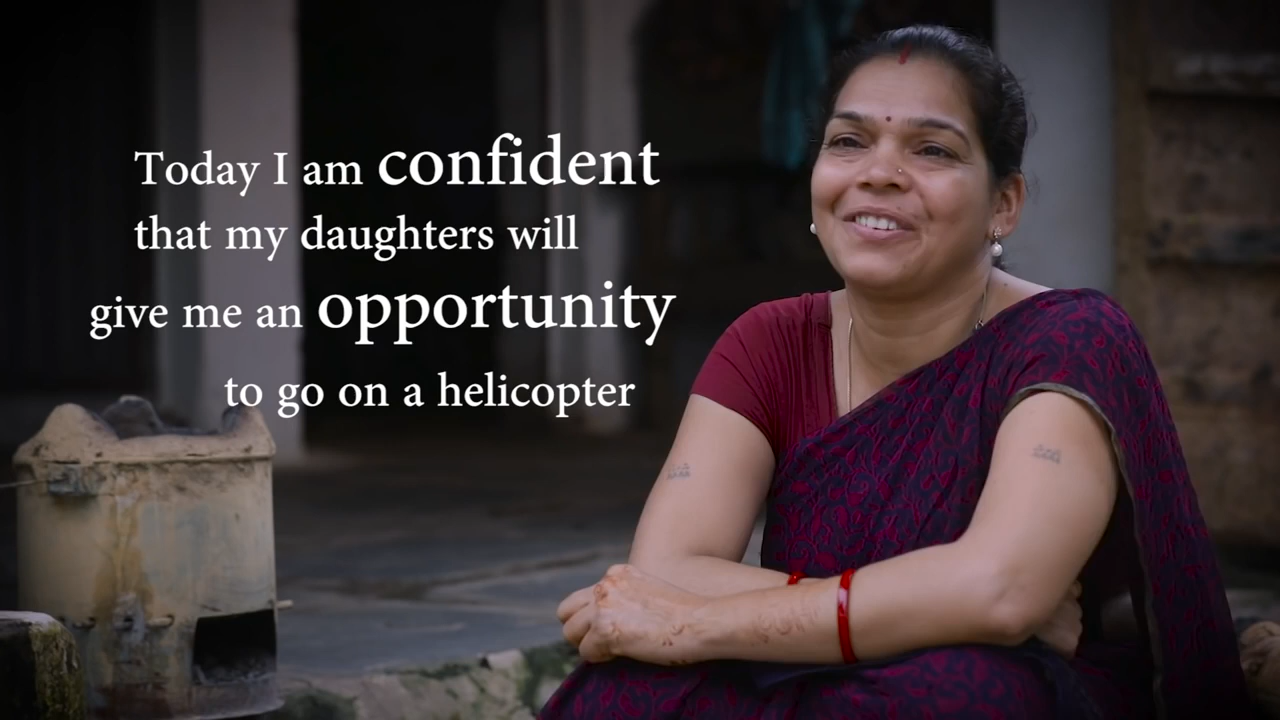 Today I am confident
that my daughters will
give me an opportunity
to go on a helicopter